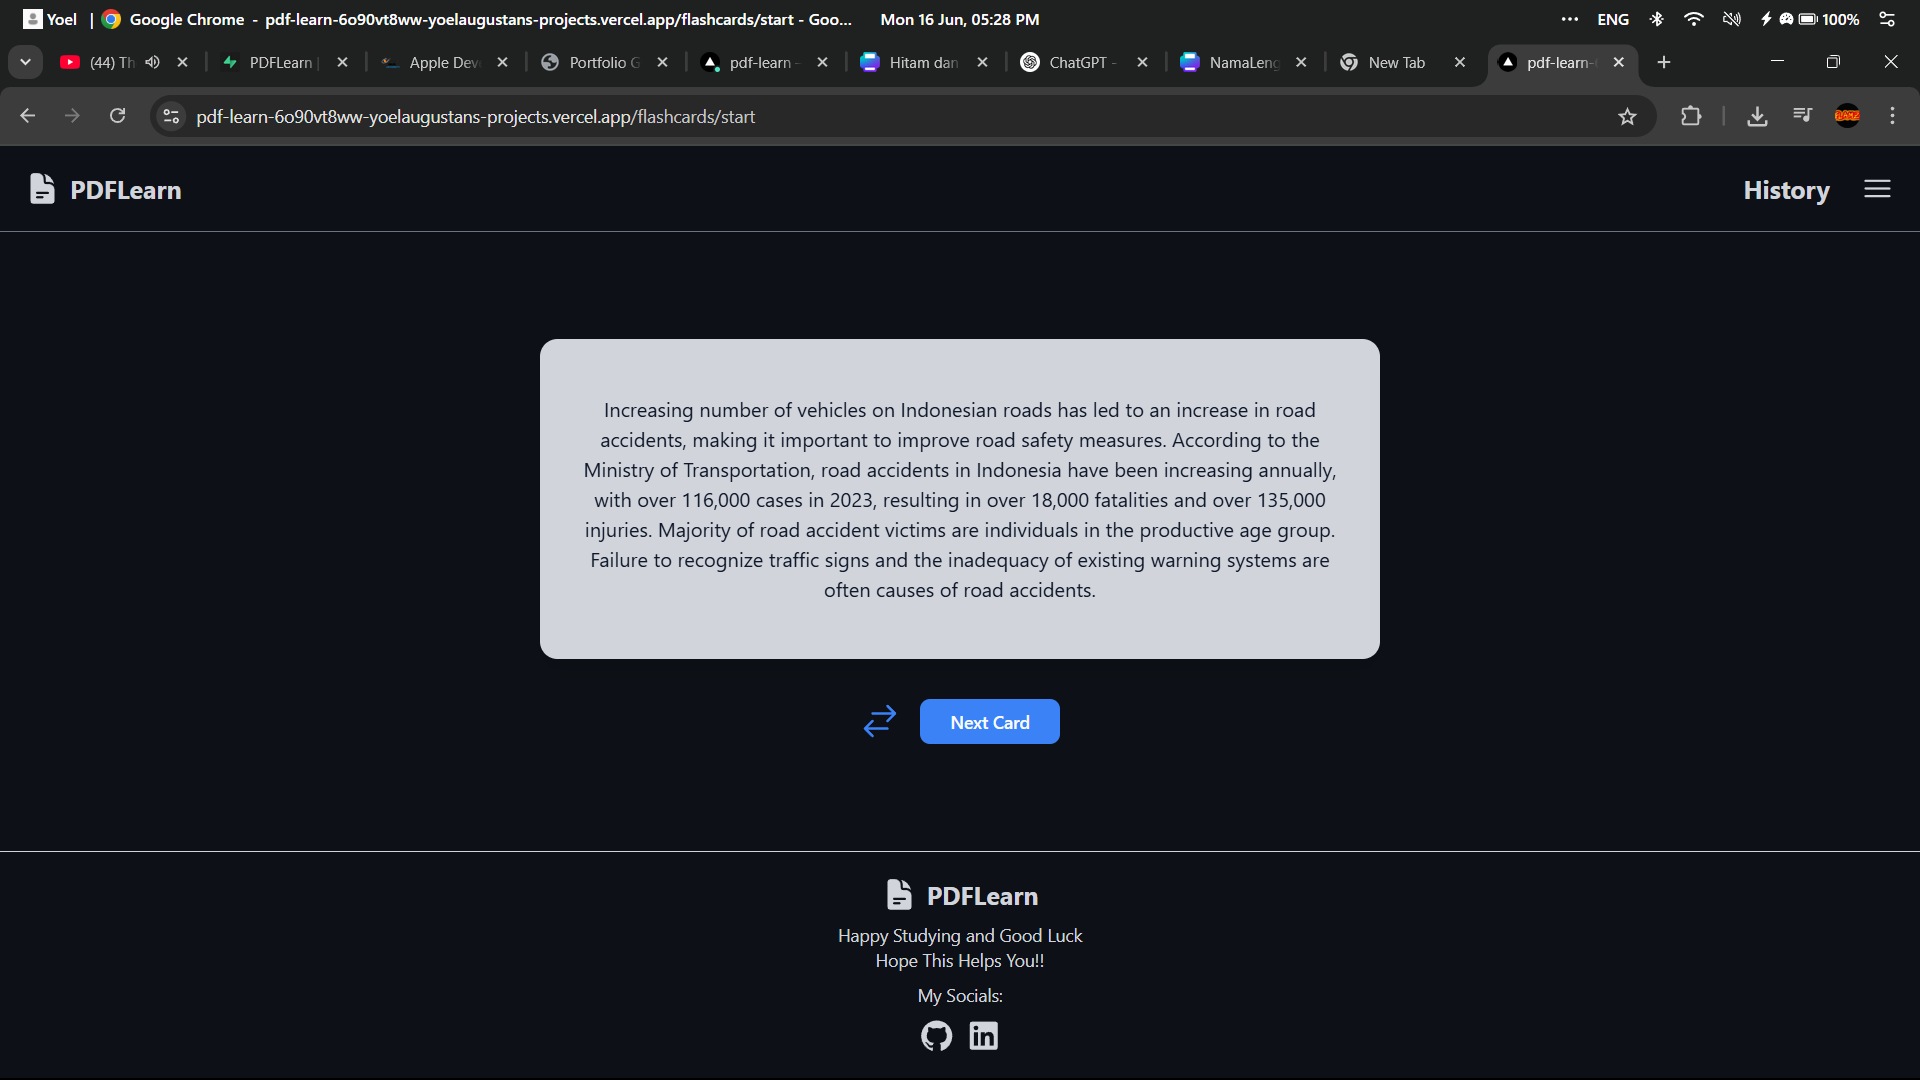 Yoel | Google Chrome - pdf-learn-6o90vt8ww-yoelaugustans-projects.vercel.app/flashcards/start - Goo... Mon 16 Jun, 05:28 PM ... ENG 100%
(44) Th PDFLearn | Apple Dev Portfolio G pdf-learn - Hitam dan ChatGPT - NamaLeng New Tab pdf-learn-
pdf-learn-6o90vt8ww-yoelaugustans-projects.vercel.app/flashcards/start
PDFLearn History
Increasing number of vehicles on Indonesian roads has led to an increase in road
accidents, making it important to improve road safety measures. According to the
Ministry of Transportation, road accidents in Indonesia have been increasing annually,
with over 116,000 cases in 2023, resulting in over 18,000 fatalities and over 135,000
injuries. Majority of road accident victims are individuals in the productive age group.
Failure to recognize traffic signs and the inadequacy of existing warning systems are
often causes of road accidents.
Next Card
PDFLearn
Happy Studying and Good Luck
Hope This Helps You!!
My Socials: